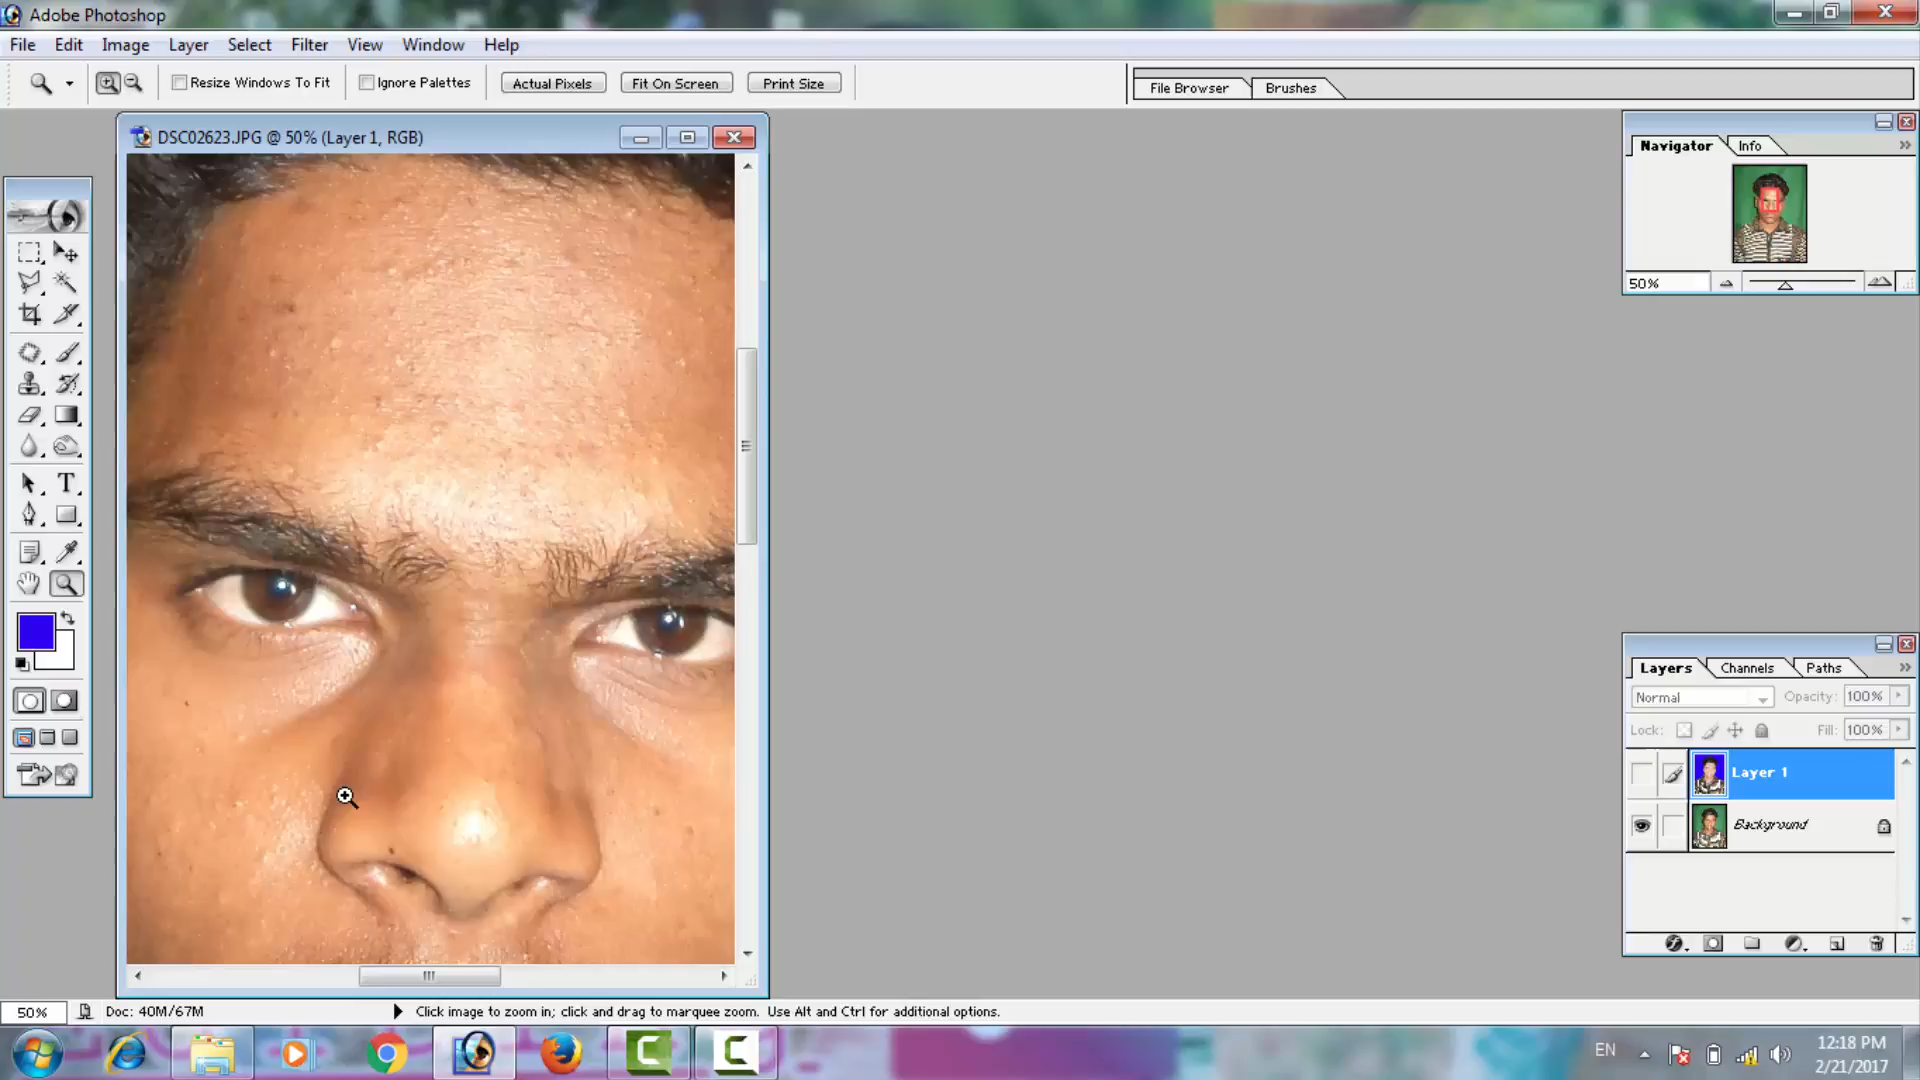 Adobe Photoshop
File Edit Image Layer Select Filter View Window Help
Resize Windows To Fit Ignore Palettes Actual Pixels Fit On Screen Print Size File Browser Brushes
DSC02623.JPG @ 50% (Layer 1, RGB)
Navigator Info
50%
T
Layers Channels Paths
Normal Opacity: 100%
Lock: Fill: 100%
Layer 1
Background
50% Doc: 40M/67M Click image to zoom in; click and drag to marquee zoom. Use Alt and Ctrl for additional options.
EN
12:18 PM
2/21/2017